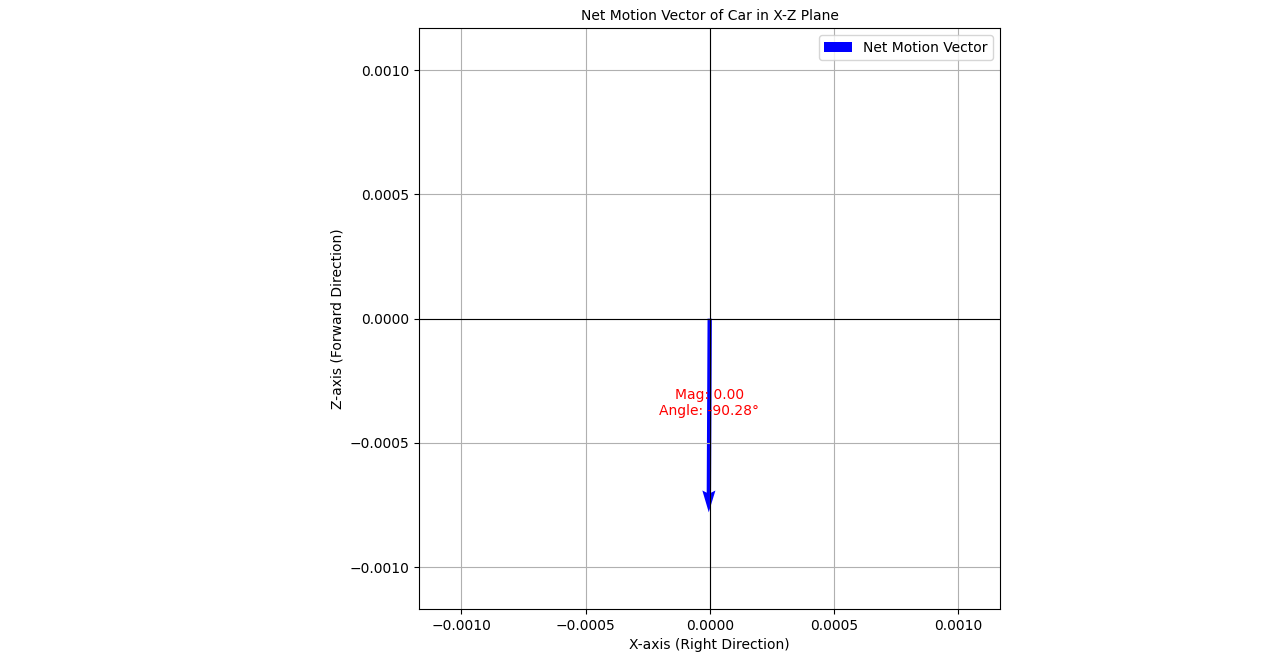 Net Motion Vector of Car in X-Z Plane
Net Motion Vector
0.0010
0.0005
0.0000
−0.0005
−0.0010
Z-axis (Forward Direction)
Mag: 0.00
Angle: -90.28°
−0.0010
−0.0005
0.0000
0.0005
0.0010
X-axis (Right Direction)